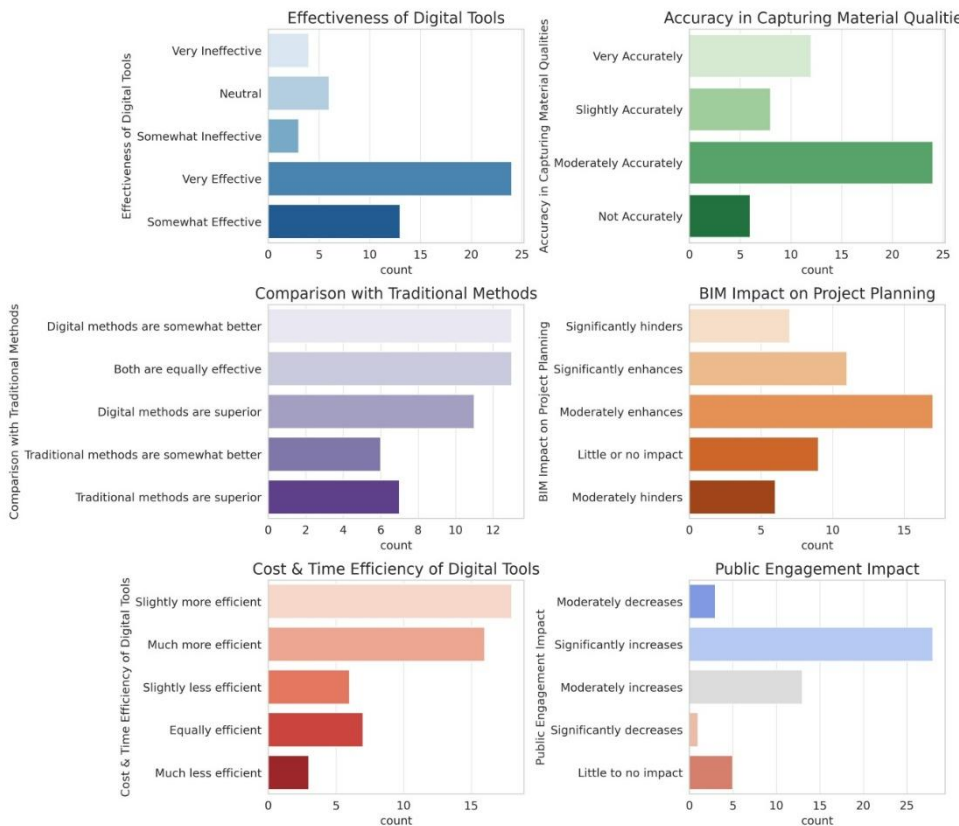 Effectiveness of Digital Tools
Effectiveness of Digital Tools
Very Ineffective
Neutral
Somewhat Ineffective
Very Effective
Somewhat Effective
0 5 10 15 20 25
count
Accuracy in Capturing Material Qualitie
Accuracy in Capturing Material Qualities
Very Accurately
Slightly Accurately
Moderately Accurately
Not Accurately
0 5 10 15 20 25
count
Comparison with Traditional Methods
Comparison with Traditional Methods
Digital methods are somewhat better
Both are equally effective
Digital methods are superior
Traditional methods are somewhat better
Traditional methods are superior
0 2 4 6 8 10 12
count
BIM Impact on Project Planning
BIM Impact on Project Planning
Significantly hinders
Significantly enhances
Moderately enhances
Little or no impact
Moderately hinders
0 5 10 15
count
Cost & Time Efficiency of Digital Tools
Cost & Time Efficiency of Digital Tools
Slightly more efficient
Much more efficient
Slightly less efficient
Equally efficient
Much less efficient
0 5 10 15
count
Public Engagement Impact
Public Engagement Impact
Moderately decreases
Significantly increases
Moderately increases
Significantly decreases
Little to no impact
0 5 10 15 20 25
count